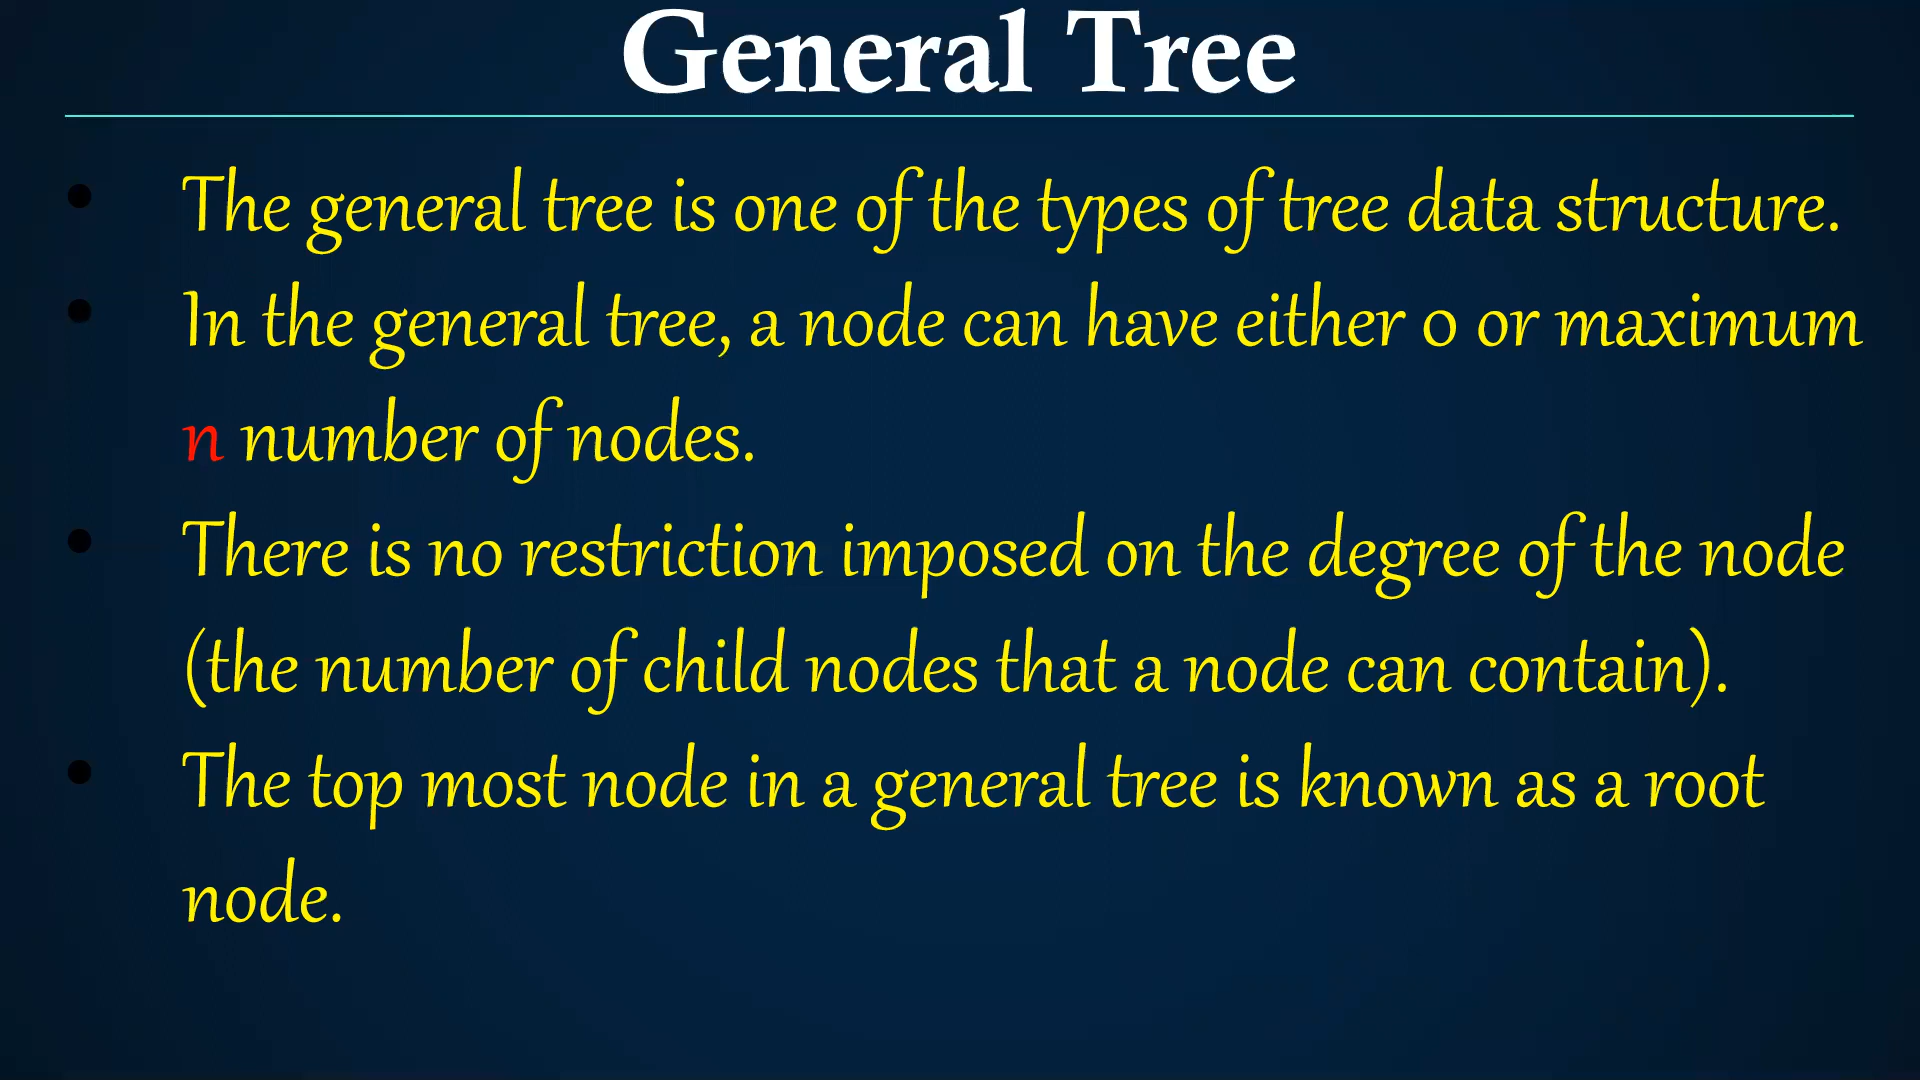 General Tree
• The general tree is one of the types of tree data structure.
• In the general tree, a node can have either 0 or maximum
n number of nodes.
• There is no restriction imposed on the degree of the node
(the number of child nodes that a node can contain).
• The top most node in a general tree is known as a root
node.